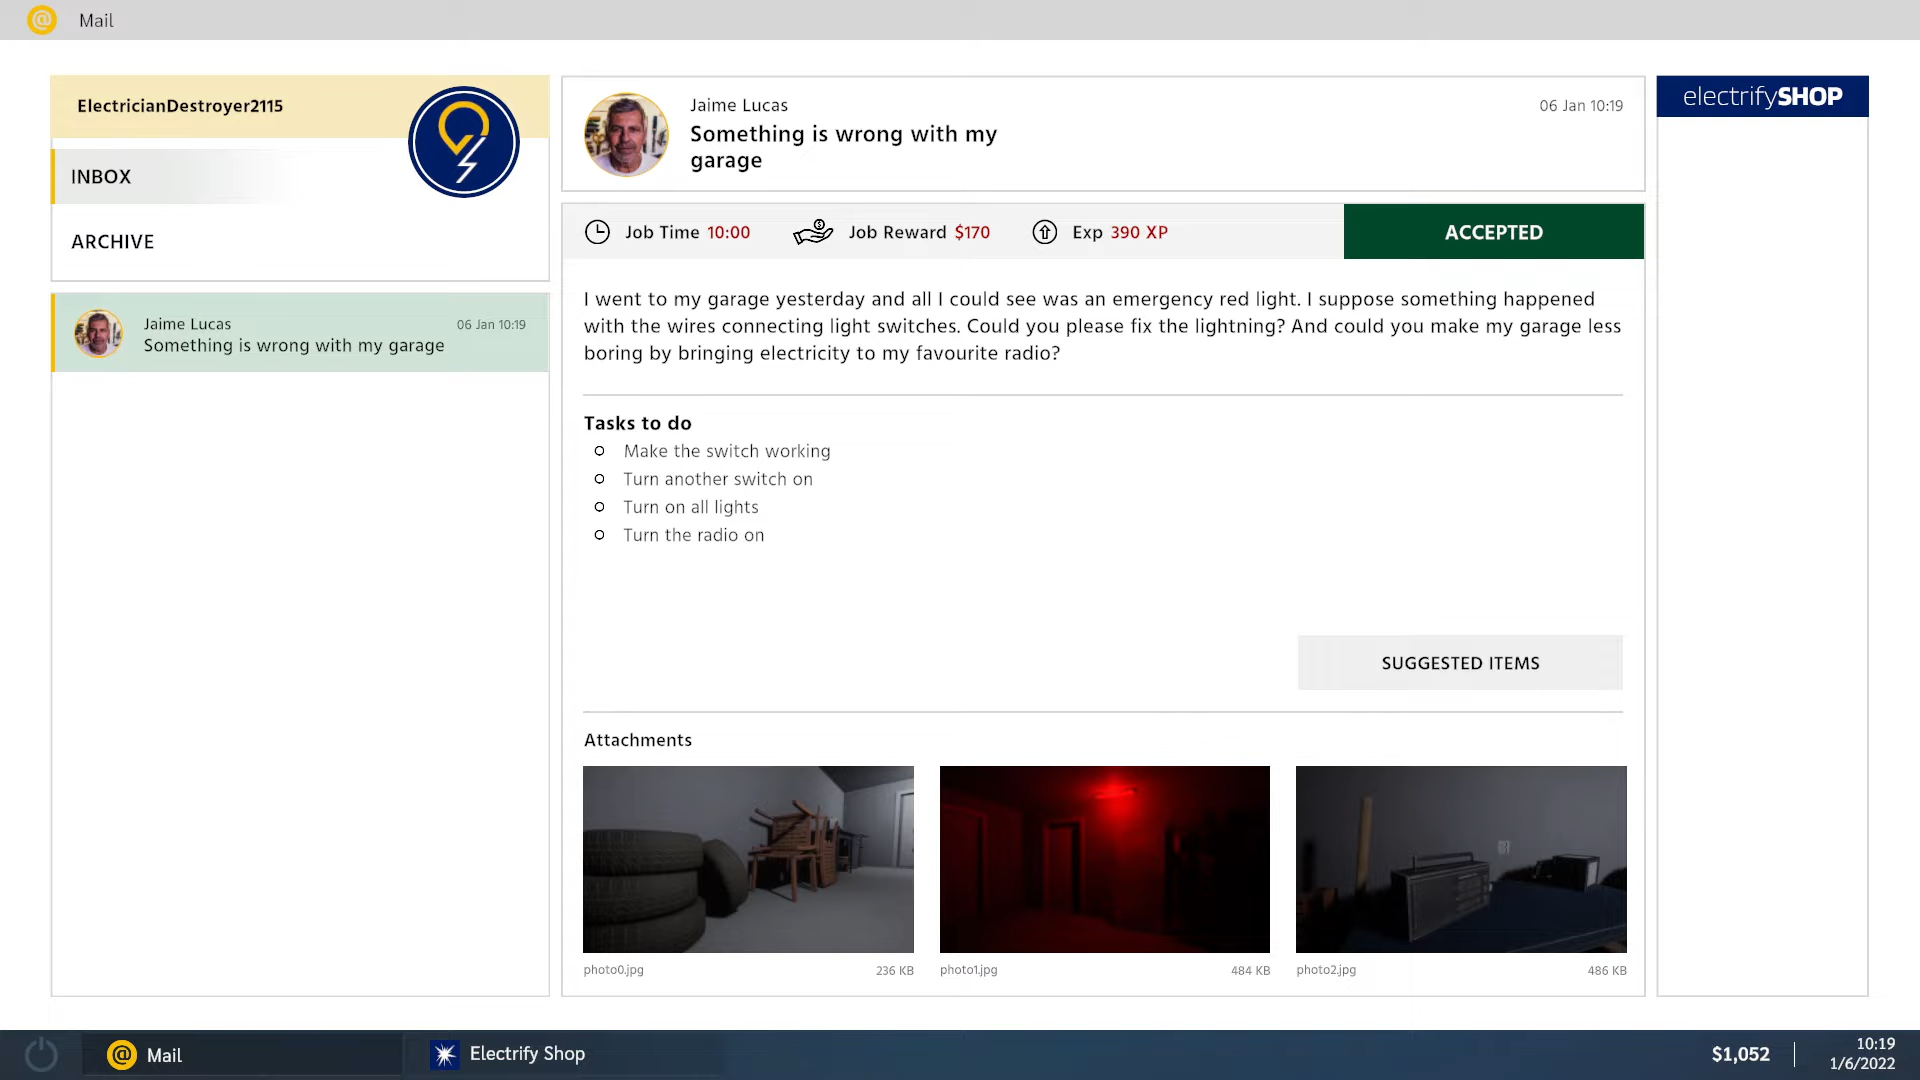 Mail
ElectricianDestroyer2115
INBOX
ARCHIVE
Jaime Lucas
06 Jan 10:19
Something is wrong with my garage
Jaime Lucas
06 Jan 10:19
Something is wrong with my
garage
Job Time 10:00
Job Reward $170
Exp 390 XP
ACCEPTED
I went to my garage yesterday and all I could see was an emergency red light. I suppose something happened
with the wires connecting light switches. Could you please fix the lightning? And could you make my garage less
boring by bringing electricity to my favourite radio?
Tasks to do
Make the switch working
Turn another switch on
Turn on all lights
Turn the radio on
SUGGESTED ITEMS
Attachments
photo0.jpg
236 KB
photo1.jpg
484 KB
photo2.jpg
486 KB
electrifySHOP
Mail
Electrify Shop
$1,052
10:19
1/6/2022